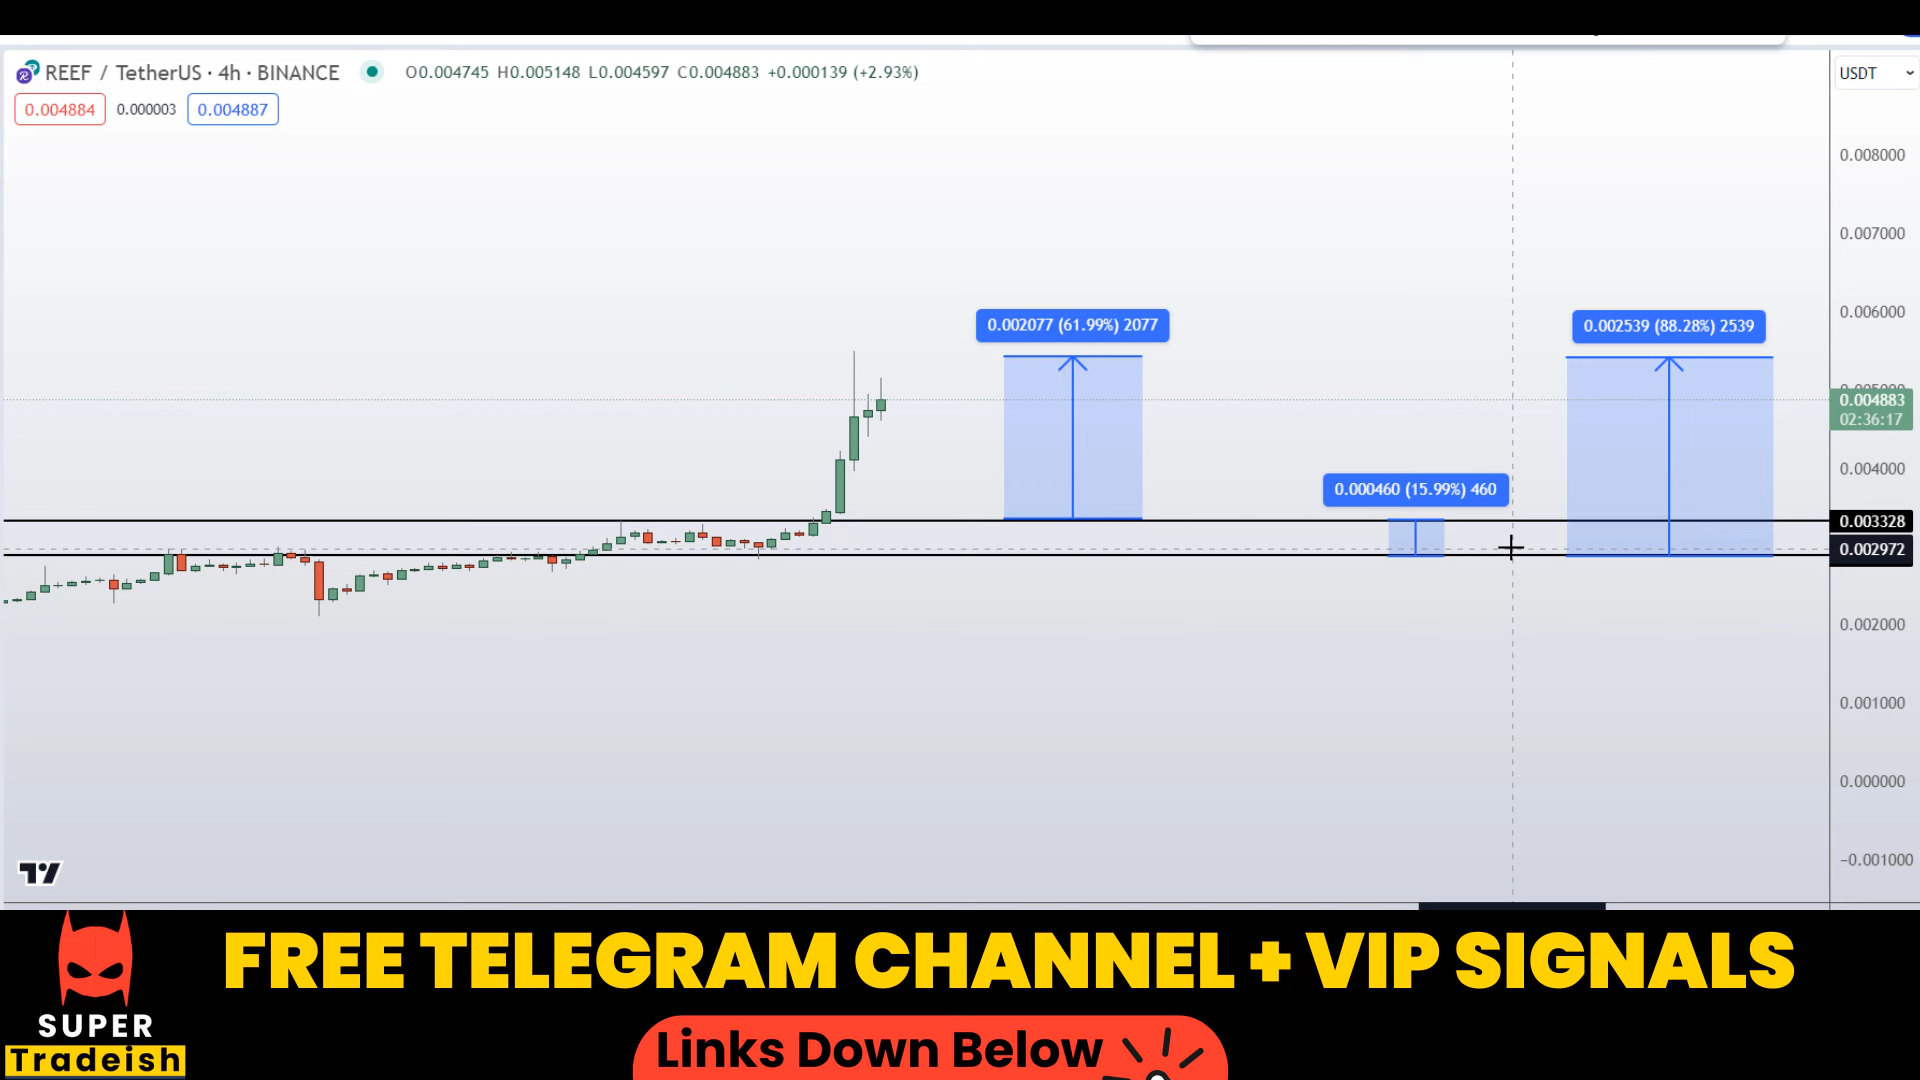 REEF / TetherUS · 4h · BINANCE O0.004745 H0.005148 L0.004597 C0.004883 +0.000139 (+2.93%)
USDT
0.004884 0.000003 0.004887
0.008000
0.007000
0.006000
0.002077 (61.99%) 2077
0.002539 (88.28%) 2539
0.004883
02:36:17
0.004000
0.000460 (15.99%) 460
0.003328
0.002972
0.002000
0.001000
0.000000
−0.001000
FREE TELEGRAM CHANNEL + VIP SIGNALS
SUPER
Tradeish
Links Down Below